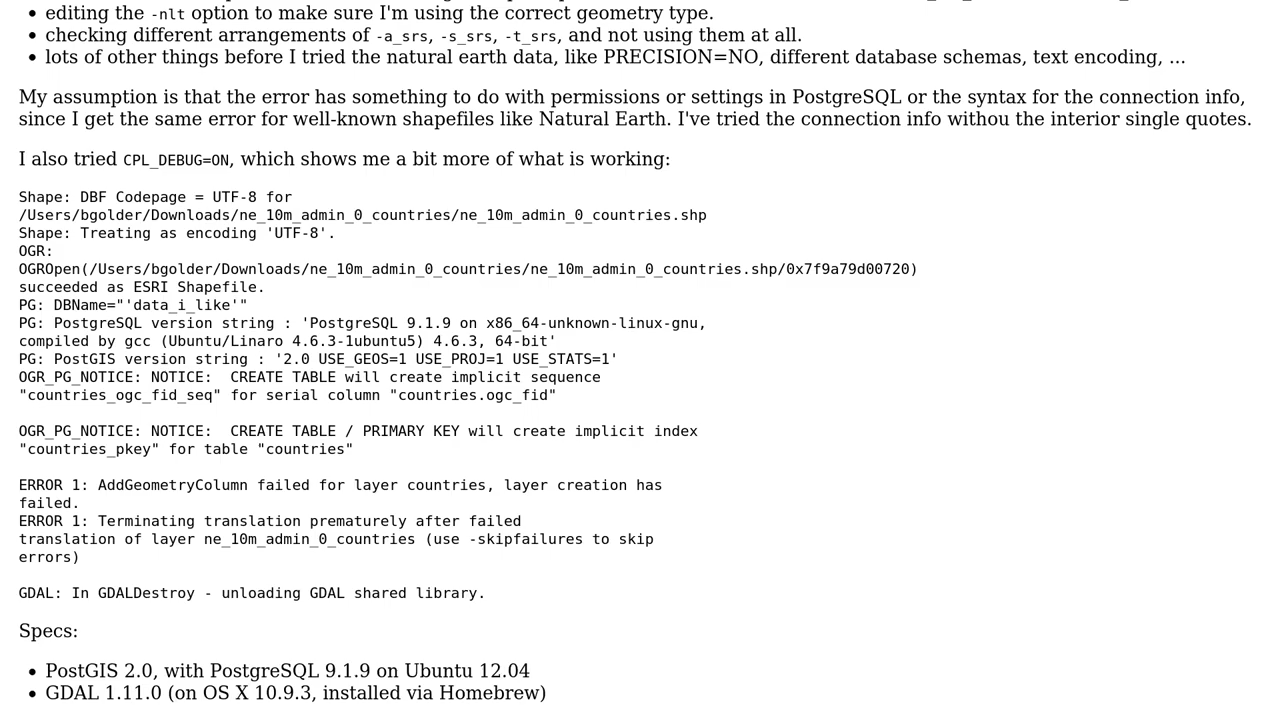 editing the -nlt option to make sure I'm using the correct geometry type.
checking different arrangements of -a_srs, -s_srs, -t_srs, and not using them at all.
lots of other things before I tried the natural earth data, like PRECISION=NO, different database schemas, text encoding, ...
My assumption is that the error has something to do with permissions or settings in PostgreSQL or the syntax for the connection info,
since I get the same error for well-known shapefiles like Natural Earth. I've tried the connection info withou the interior single quotes.
I also tried CPL_DEBUG=ON, which shows me a bit more of what is working:
Shape: DBF Codepage = UTF-8 for
/Users/bgolder/Downloads/ne_10m_admin_0_countries/ne_10m_admin_0_countries.shp
Shape: Treating as encoding 'UTF-8'.
OGR:
OGROpen(/Users/bgolder/Downloads/ne_10m_admin_0_countries/ne_10m_admin_0_countries.shp/0x7f9a79d00720)
succeeded as ESRI Shapefile.
PG: DBName="'data_i_like'"
PG: PostgreSQL version string : 'PostgreSQL 9.1.9 on x86_64-unknown-linux-gnu,
compiled by gcc (Ubuntu/Linaro 4.6.3-1ubuntu5) 4.6.3, 64-bit'
PG: PostGIS version string : '2.0 USE_GEOS=1 USE_PROJ=1 USE_STATS=1'
OGR_PG_NOTICE: NOTICE:  CREATE TABLE will create implicit sequence
"countries_ogc_fid_seq" for serial column "countries.ogc_fid"
OGR_PG_NOTICE: NOTICE:  CREATE TABLE / PRIMARY KEY will create implicit index
"countries_pkey" for table "countries"
ERROR 1: AddGeometryColumn failed for layer countries, layer creation has
failed.
ERROR 1: Terminating translation prematurely after failed
translation of layer ne_10m_admin_0_countries (use -skipfailures to skip
errors)
GDAL: In GDALDestroy - unloading GDAL shared library.
Specs:
PostGIS 2.0, with PostgreSQL 9.1.9 on Ubuntu 12.04
GDAL 1.11.0 (on OS X 10.9.3, installed via Homebrew)